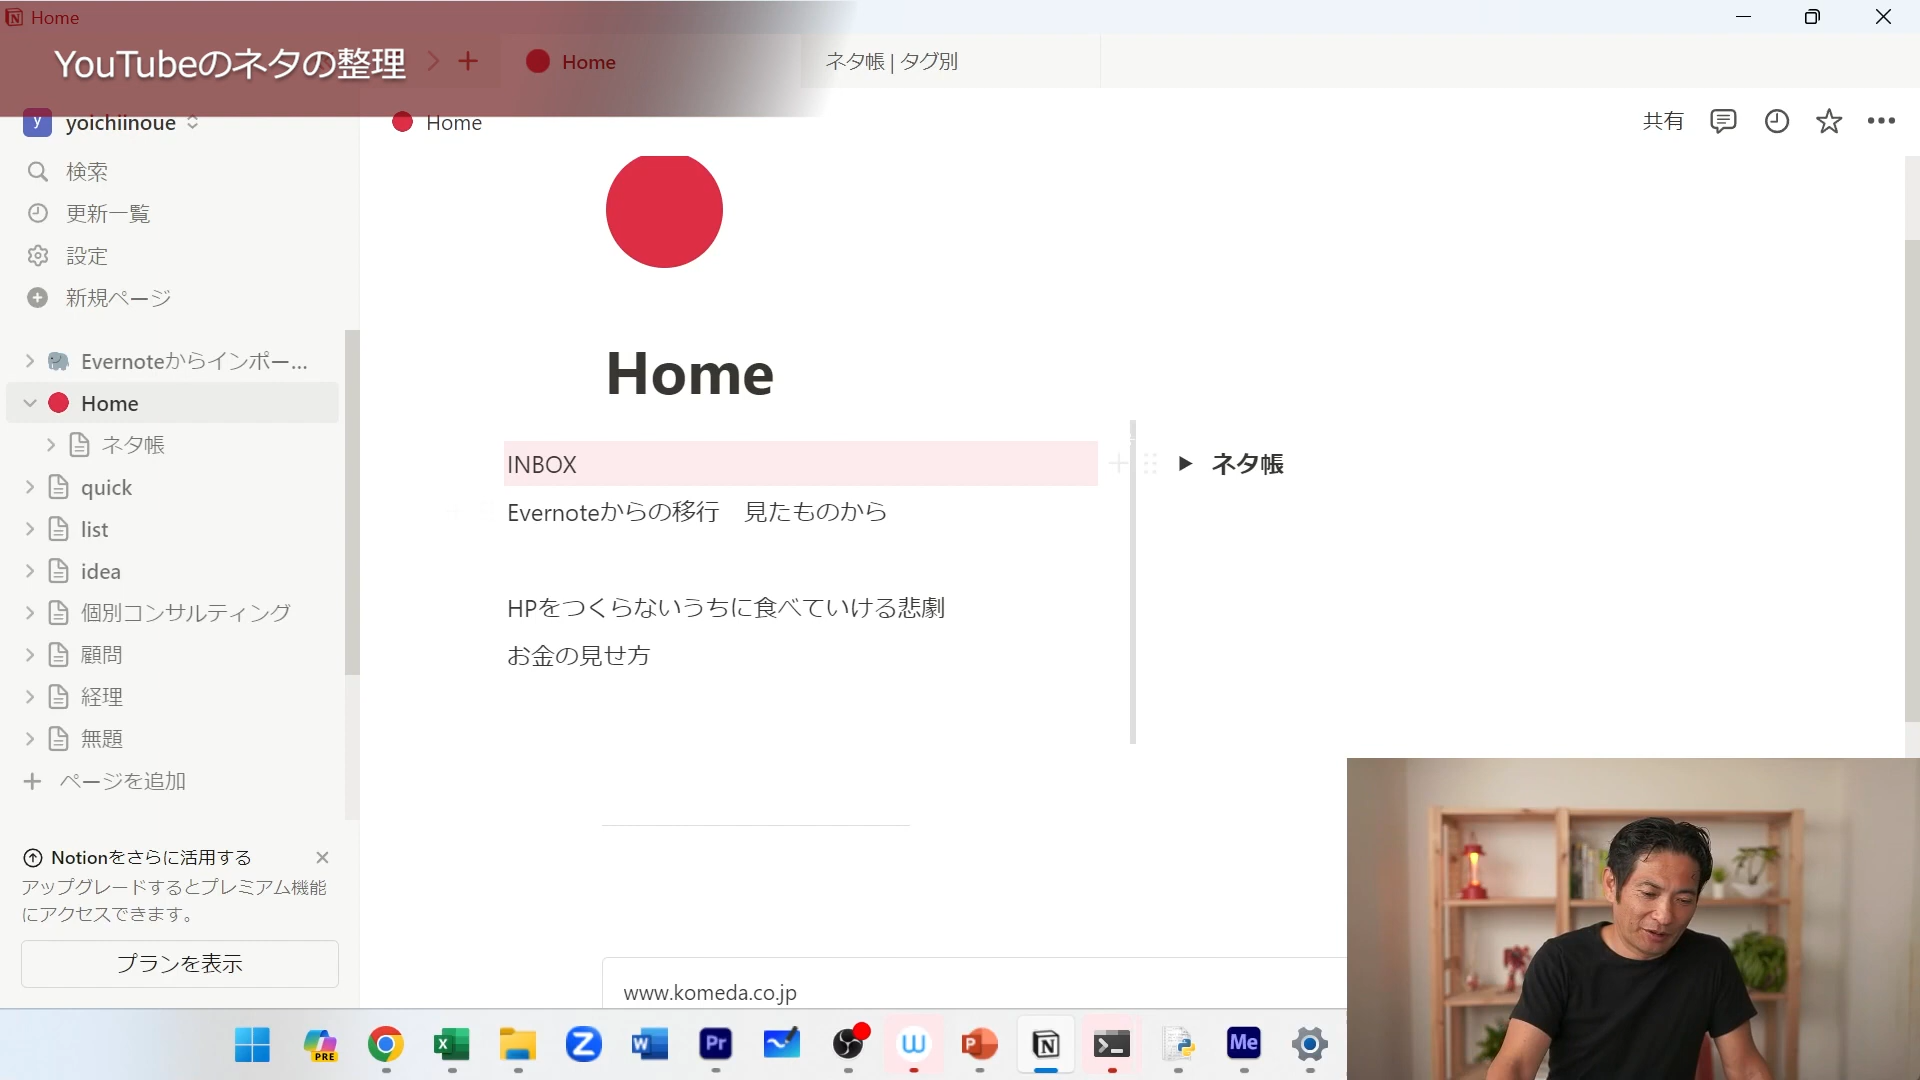 Home
YouTubeのネタの整理
Home
ネタ帳 | タグ別
y
yoichiinoue
Home
共有
検索
更新一覧
設定
新規ページ
Evernoteからインポー...
Home
ネタ帳
quick
list
idea
個別コンサルティング
顧問
経理
無題
ページを追加
Notionをさらに活用する
アップグレードするとプレミアム機能
にアクセスできます。
プランを表示
Home
INBOX
ネタ帳
Evernoteからの移行　見たものから
HPをつくらないうちに食べていける悲劇
お金の見せ方
www.komeda.co.jp
PRE
X
Z
W
Pr
W
P
N
Me